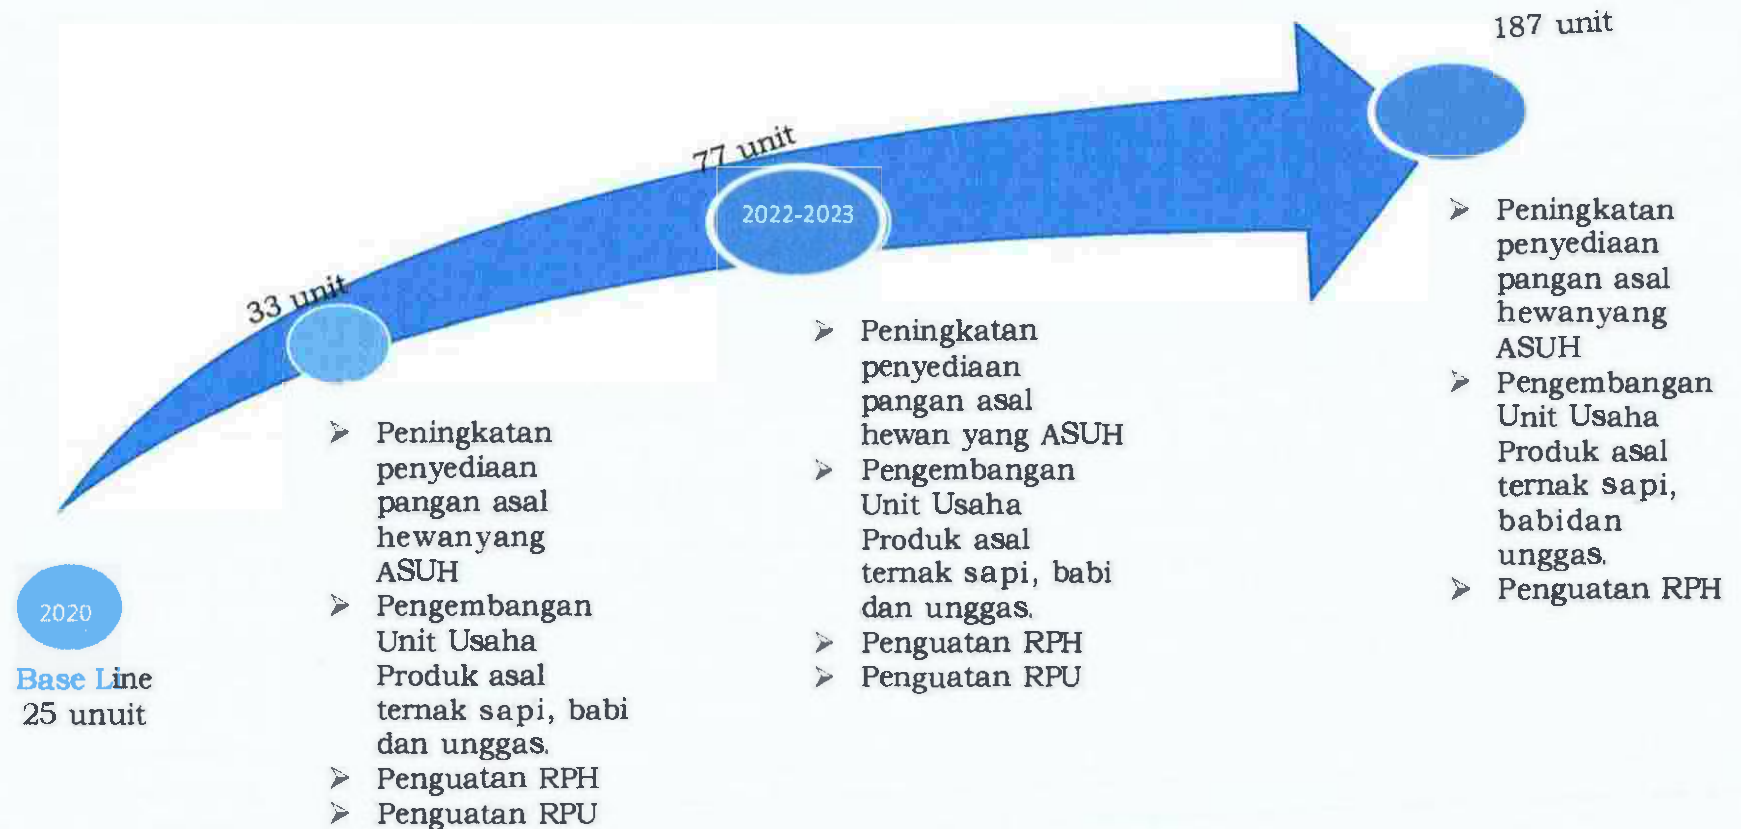 187 unit
77 unit
2022-2023
33 unit
2020
Base Line
25 unuit
➢ Peningkatan
penyediaan
pangan asal
hewanyang
ASUH
➢ Pengembangan
Unit Usaha
Produk asal
ternak sapi, babi
dan unggas.
➢ Penguatan RPH
➢ Penguatan RPU
➢ Peningkatan
penyediaan
pangan asal
hewan yang ASUH
➢ Pengembangan
Unit Usaha
Produk asal
ternak sapi, babi
dan unggas.
➢ Penguatan RPH
➢ Penguatan RPU
➢ Peningkatan
penyediaan
pangan asal
hewanyang
ASUH
➢ Pengembangan
Unit Usaha
Produk asal
ternak sapi,
babidan
unggas.
➢ Penguatan RPH